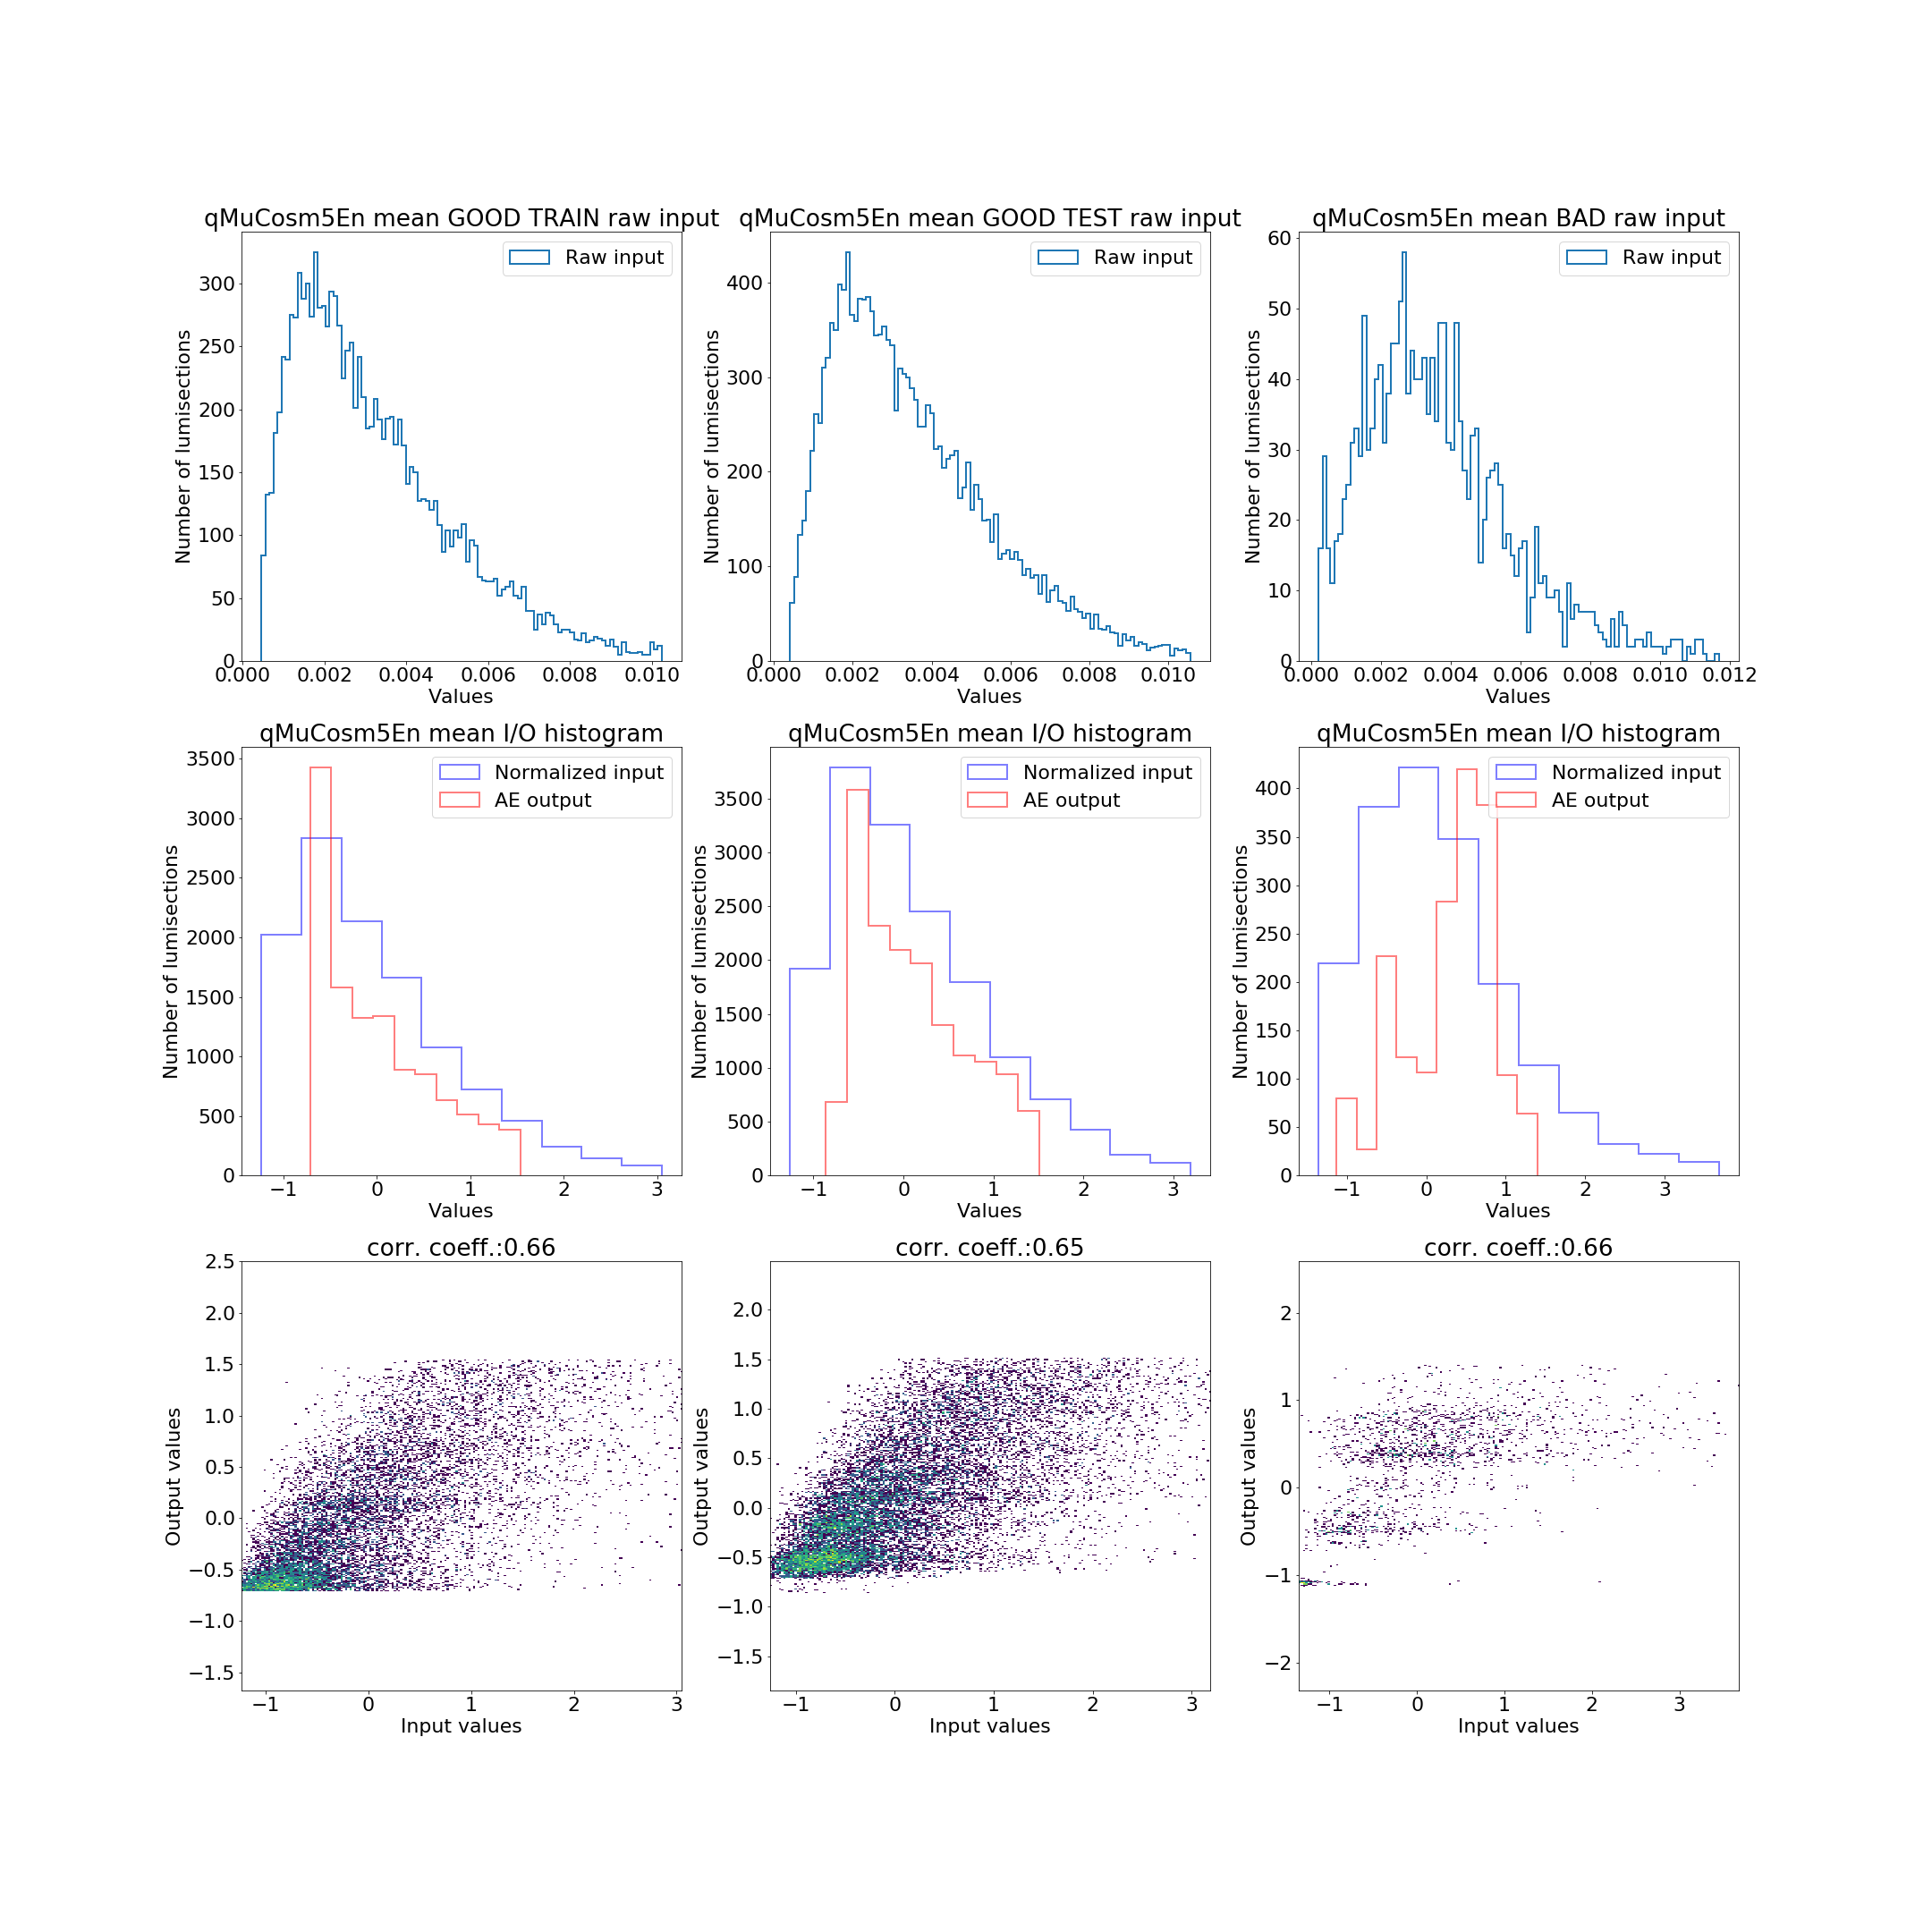 qMuCosm5En mean GOOD TRAIN raw input
Raw input
Number of lumisections
300
250
200
150
100
50
0
0.000 0.002 0.004 0.006 0.008 0.010
Values
qMuCosm5En mean GOOD TEST raw input
Raw input
Number of lumisections
400
300
200
100
0
0.000 0.002 0.004 0.006 0.008 0.010
Values
qMuCosm5En mean BAD raw input
Raw input
Number of lumisections
60
50
40
30
20
10
0
0.000 0.002 0.004 0.006 0.008 0.010 0.012
Values
qMuCosm5En mean I/O histogram
Normalized input
AE output
Number of lumisections
3500
3000
2500
2000
1500
1000
500
0
−1 0 1 2 3
Values
qMuCosm5En mean I/O histogram
Normalized input
AE output
Number of lumisections
3500
3000
2500
2000
1500
1000
500
0
−1 0 1 2 3
Values
qMuCosm5En mean I/O histogram
Normalized input
AE output
Number of lumisections
400
350
300
250
200
150
100
50
0
−1 0 1 2 3
Values
corr. coeff.:0.66
Output values
2.5
2.0
1.5
1.0
0.5
0.0
−0.5
−1.0
−1.5
−1 0 1 2 3
Input values
corr. coeff.:0.65
Output values
2.0
1.5
1.0
0.5
0.0
−0.5
−1.0
−1.5
−1 0 1 2 3
Input values
corr. coeff.:0.66
Output values
2
1
0
−1
−2
−1 0 1 2 3
Input values